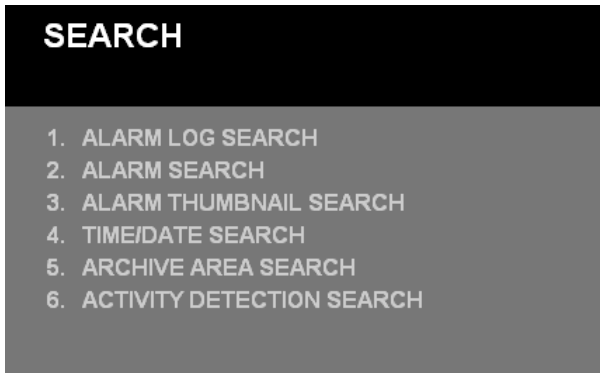 SEARCH
1. ALARM LOG SEARCH
2. ALARM SEARCH
3. ALARM THUMBNAIL SEARCH
4. TIME/DATE SEARCH
5. ARCHIVE AREA SEARCH
6. ACTIVITY DETECTION SEARCH